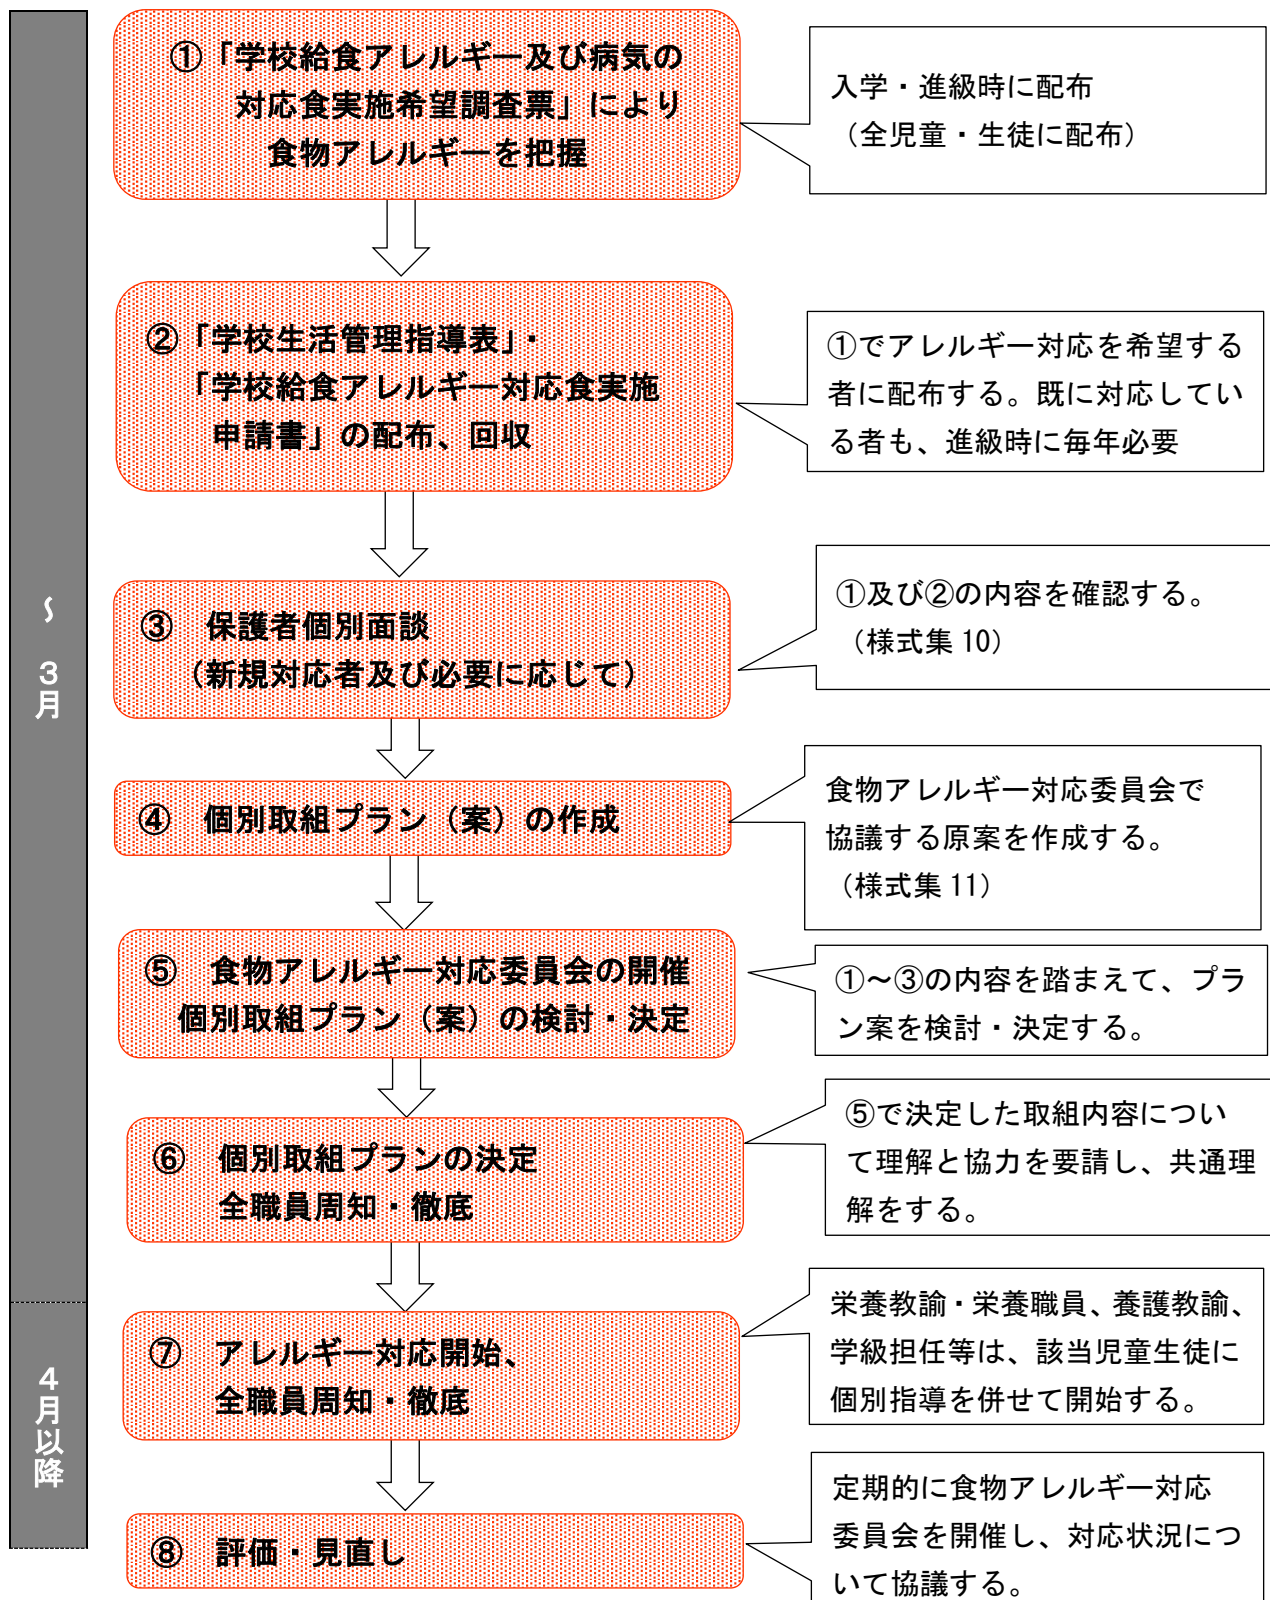 ～ 3月
4月以降
①「学校給食アレルギー及び病気の
対応食実施希望調査票」により
食物アレルギーを把握
入学・進級時に配布
（全児童・生徒に配布）
②「学校生活管理指導表」・
「学校給食アレルギー対応食実施
申請書」の配布、回収
①でアレルギー対応を希望する
者に配布する。既に対応してい
る者も、進級時に毎年必要
③ 保護者個別面談
（新規対応者及び必要に応じて）
①及び②の内容を確認する。
（様式集 10）
④ 個別取組プラン（案）の作成
食物アレルギー対応委員会で
協議する原案を作成する。
（様式集 11）
⑤ 食物アレルギー対応委員会の開催
個別取組プラン（案）の検討・決定
①～③の内容を踏まえて、プラ
ン案を検討・決定する。
⑥ 個別取組プランの決定
全職員周知・徹底
⑤で決定した取組内容につい
て理解と協力を要請し、共通理
解をする。
⑦ アレルギー対応開始、
全職員周知・徹底
栄養教諭・栄養職員、養護教諭、
学級担任等は、該当児童生徒に
個別指導を併せて開始する。
⑧ 評価・見直し
定期的に食物アレルギー対応
委員会を開催し、対応状況につ
いて協議する。